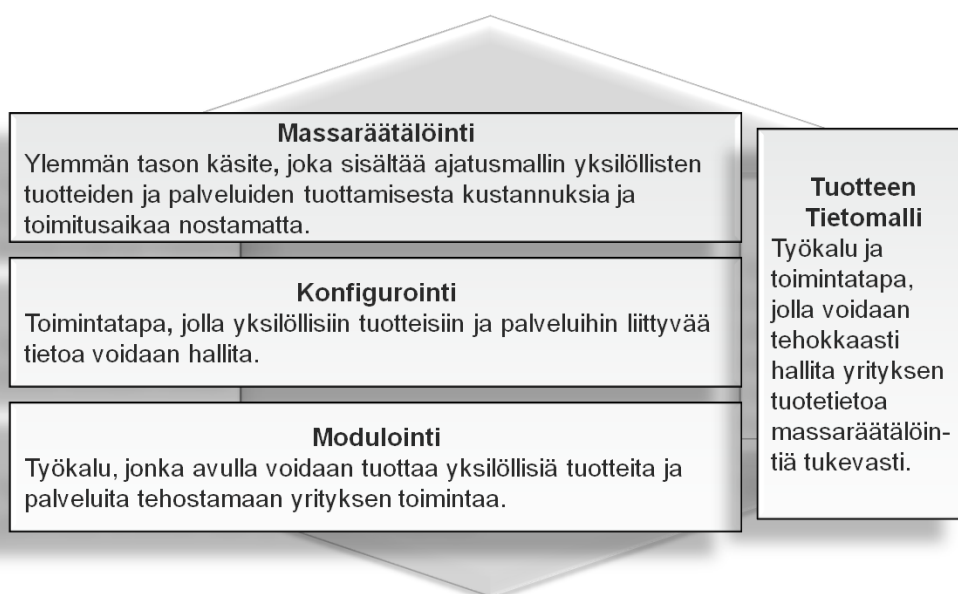 Massaräätälöinti
Ylemmän tason käsite, joka sisältää ajatusmallin yksilöllisten
tuotteiden ja palveluiden tuottamisesta kustannuksia ja
toimitusaikaa nostamatta.
Konfigurointi
Toimintatapa, jolla yksilöllisiin tuotteisiin ja palveluihin liittyvää
tietoa voidaan hallita.
Modulointi
Työkalu, jonka avulla voidaan tuottaa yksilöllisiä tuotteita ja
palveluita tehostamaan yrityksen toimintaa.
Tuotteen
Tietomalli
Työkalu ja
toimintatapa,
jolla voidaan
tehokkaasti
hallita yrityksen
tuotetietoa
massaräätälöin-
tiä tukevasti.